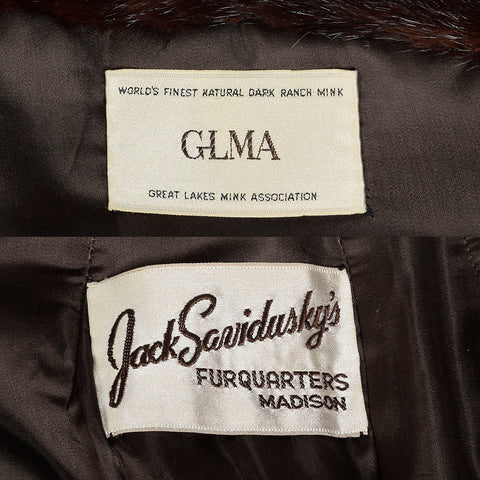 WORLD'S FINEST NATURAL DARK RANCH MINK
GLMA
GREAT LAKES MINK ASSOCIATION
Jack Savidusky's
FURQUARTERS
MADISON